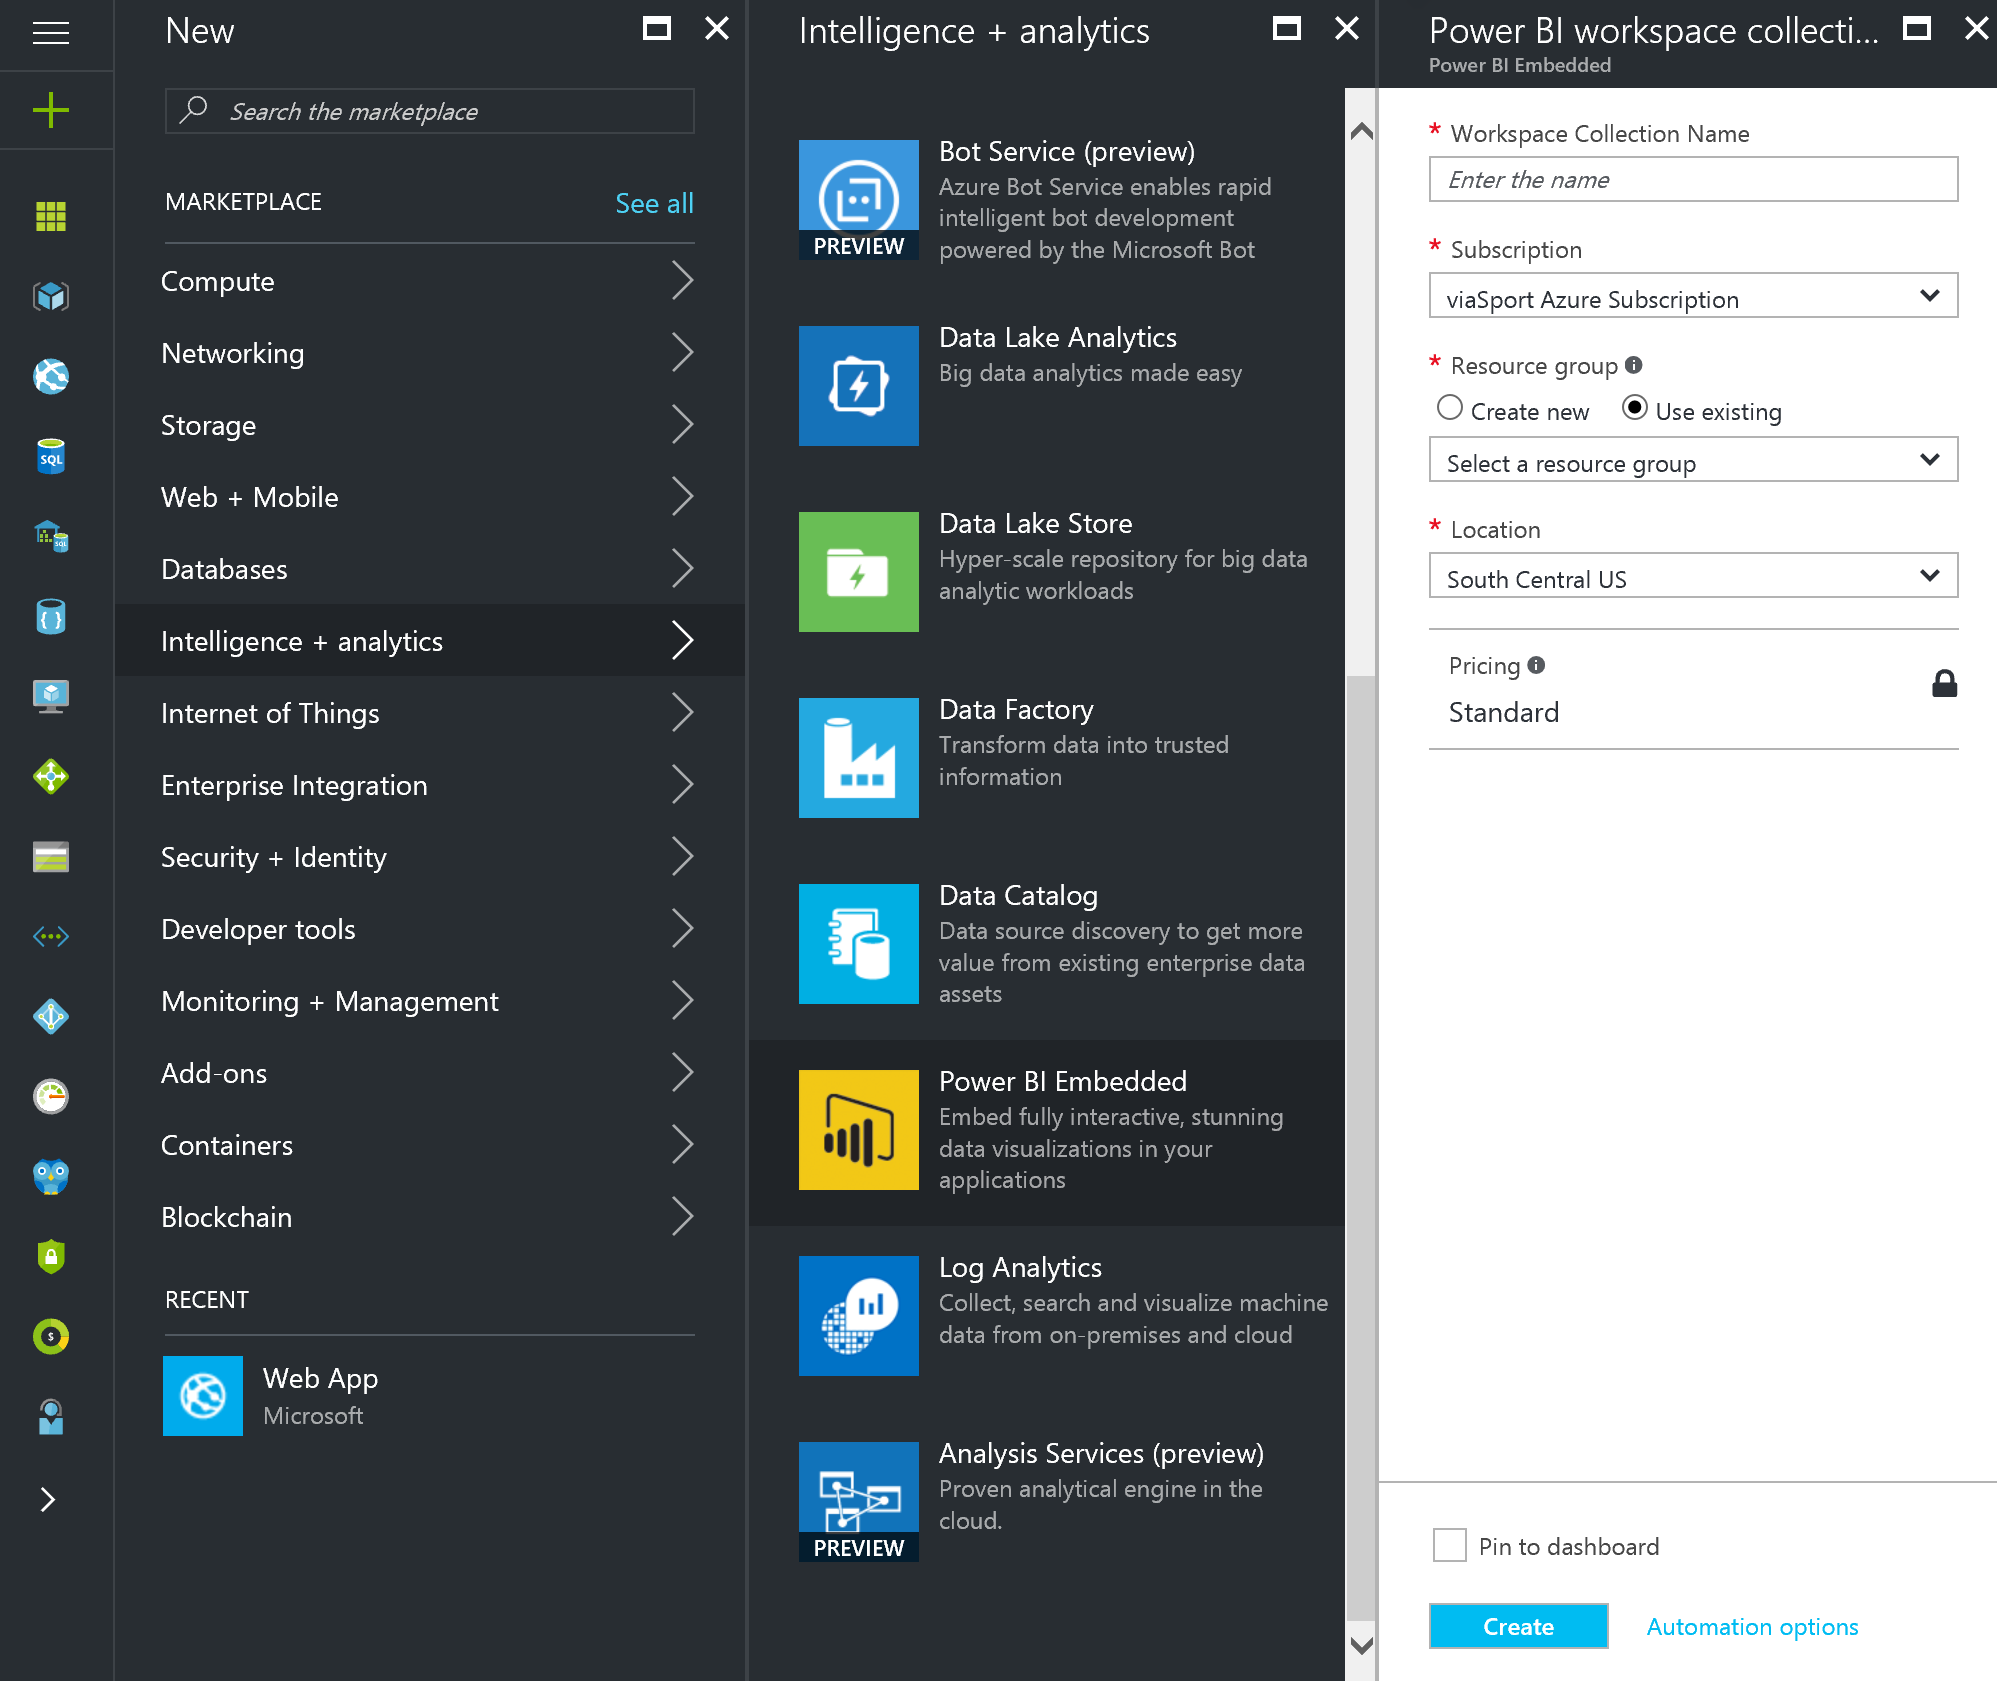 New
Search the marketplace
MARKETPLACE
See all
Compute
Networking
Storage
Web + Mobile
Databases
Intelligence + analytics
Internet of Things
Enterprise Integration
Security + Identity
Developer tools
Monitoring + Management
Add-ons
Containers
Blockchain
RECENT
Web App
Microsoft
SQL
SQL
{ }
$
Intelligence + analytics
Bot Service (preview)
Azure Bot Service enables rapid
intelligent bot development
powered by the Microsoft Bot
PREVIEW
Data Lake Analytics
Big data analytics made easy
Data Lake Store
Hyper-scale repository for big data
analytic workloads
Data Factory
Transform data into trusted
information
Data Catalog
Data source discovery to get more
value from existing enterprise data
assets
Power BI Embedded
Embed fully interactive, stunning
data visualizations in your
applications
Log Analytics
Collect, search and visualize machine
data from on-premises and cloud
Analysis Services (preview)
Proven analytical engine in the
cloud.
PREVIEW
Power BI workspace collecti...
Power BI Embedded
* Workspace Collection Name
Enter the name
* Subscription
viaSport Azure Subscription
* Resource group
Create new
Use existing
Select a resource group
* Location
South Central US
Pricing
Standard
Pin to dashboard
Create
Automation options